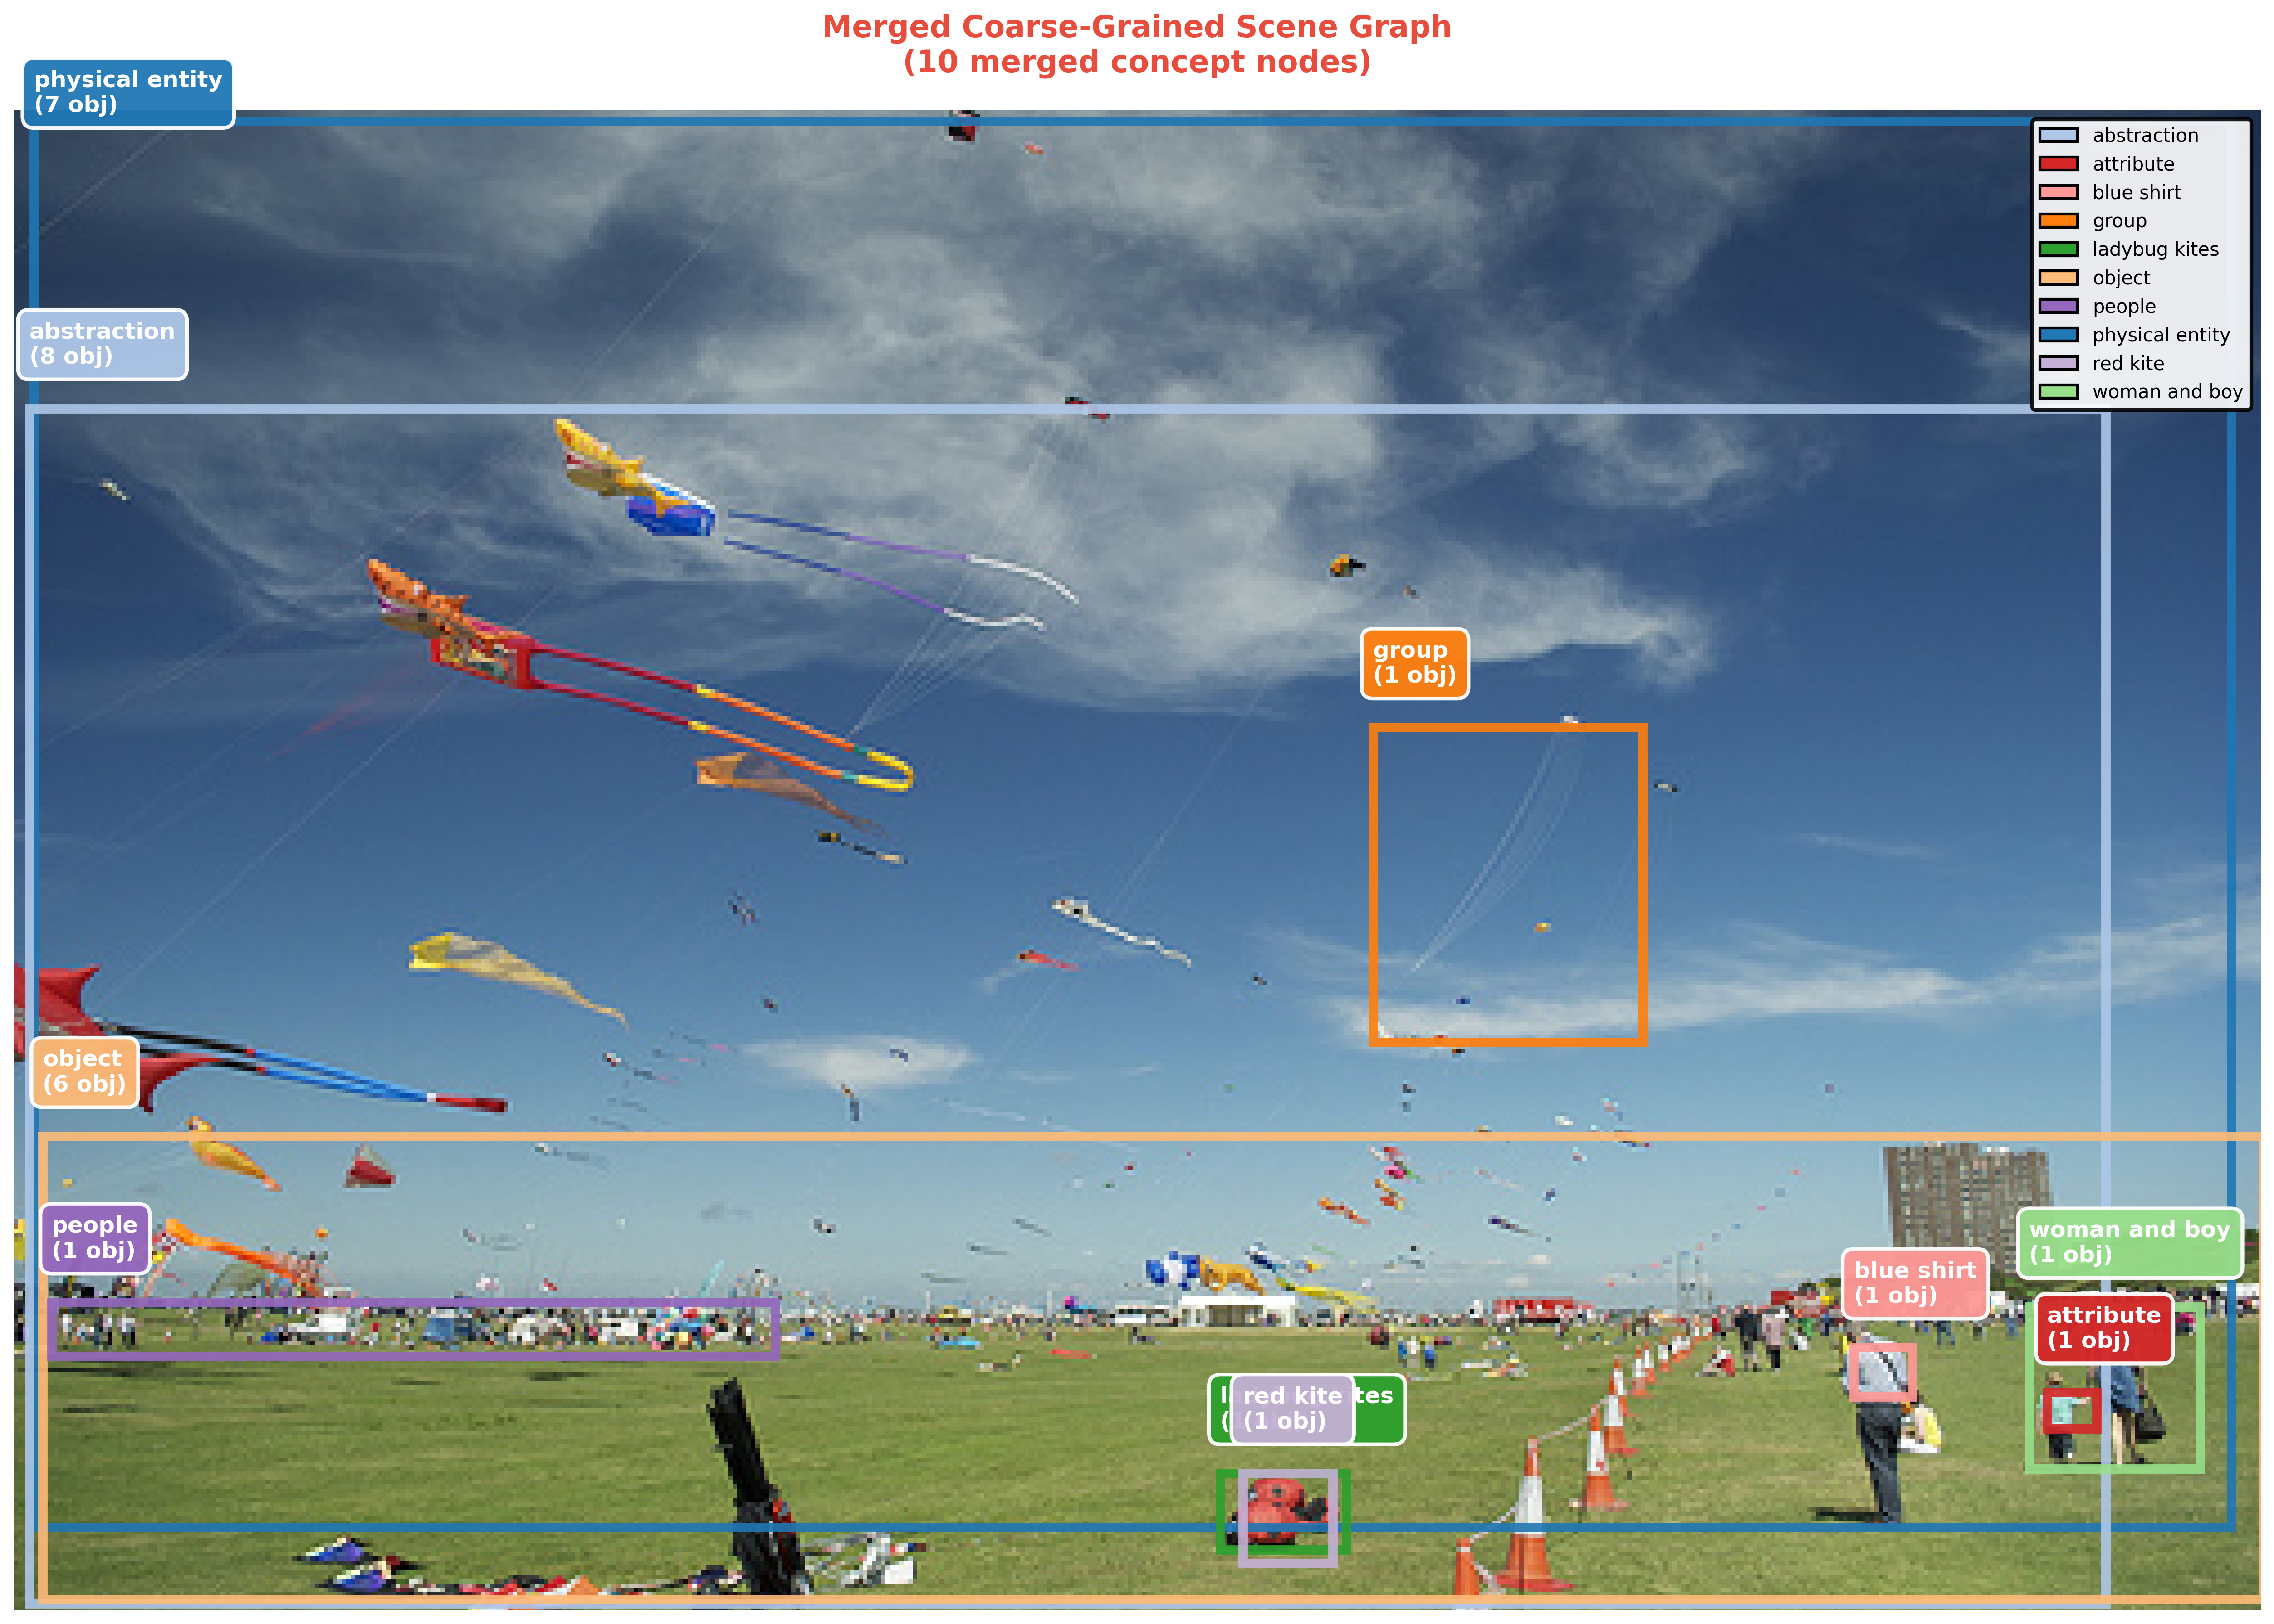 Merged Coarse-Grained Scene Graph
(10 merged concept nodes)
physical entity
(7 obj)
abstraction
attribute
blue shirt
group
ladybug kites
object
people
physical entity
red kite
woman and boy
abstraction
(8 obj)
group
(1 obj)
object
(6 obj)
people
(1 obj)
woman and boy
(1 obj)
blue shirt
(1 obj)
attribute
(1 obj)
red kite
(1 obj)